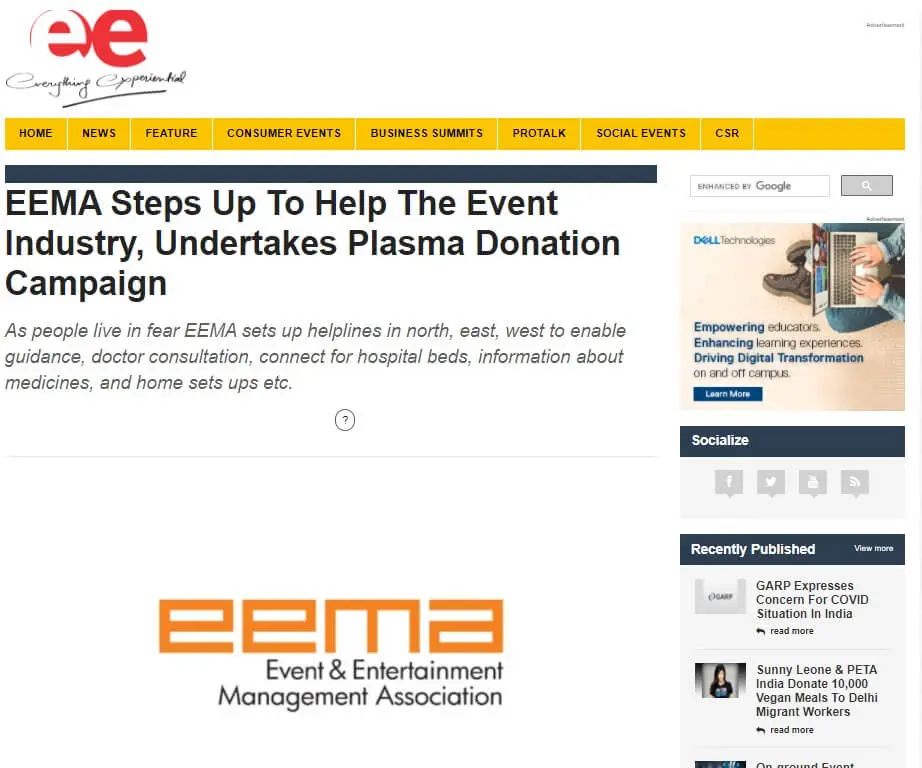 ee
Everything Experiential
Advertisement
HOME
NEWS
FEATURE
CONSUMER EVENTS
BUSINESS SUMMITS
PROTALK
SOCIAL EVENTS
CSR
EEMA Steps Up To Help The Event
Industry, Undertakes Plasma Donation
Campaign
As people live in fear EEMA sets up helplines in north, east, west to enable
guidance, doctor consultation, connect for hospital beds, information about
medicines, and home sets ups etc.
?
eema
Event & Entertainment
Management Association
ENHANCED BY Google
Advertisement
DELL Technologies
Empowering educators.
Enhancing learning experiences.
Driving Digital Transformation
on and off campus.
Learn More
Socialize
Recently Published
View more
GARP
GARP Expresses
Concern For COVID
Situation In India
read more
Sunny Leone & PETA
India Donate 10,000
Vegan Meals To Delhi
Migrant Workers
read more
On-ground Event